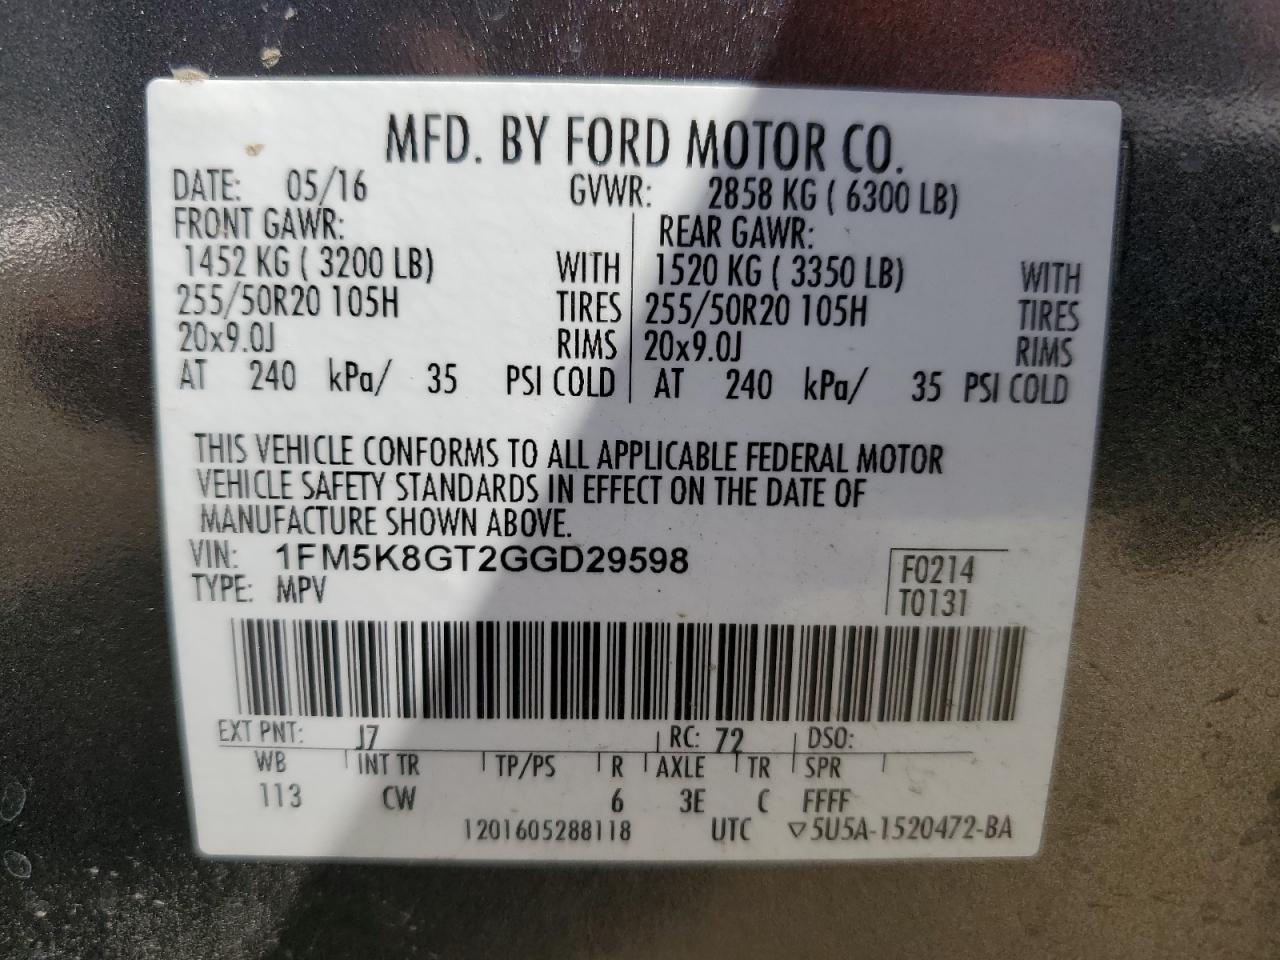 MFD. BY FORD MOTOR CO.
DATE: 05/16 GVWR: 2858 KG ( 6300 LB)
FRONT GAWR: REAR GAWR:
1452 KG ( 3200 LB) WITH 1520 KG ( 3350 LB) WITH
255/50R20 105H TIRES 255/50R20 105H TIRES
20x9.0J RIMS 20x9.0J RIMS
AT 240 kPa/ 35 PSI COLD AT 240 kPa/ 35 PSI COLD
THIS VEHICLE CONFORMS TO ALL APPLICABLE FEDERAL MOTOR
VEHICLE SAFETY STANDARDS IN EFFECT ON THE DATE OF
MANUFACTURE SHOWN ABOVE.
VIN: 1FM5K8GT2GGD29598
TYPE: MPV
F0214
T0131
EXT PNT: J7 RC: 72 DSO:
WB INT TR TP/PS R AXLE TR SPR
113 CW 6 3E C FFFF
1201605288118 UTC ▽5U5A-1520472-BA